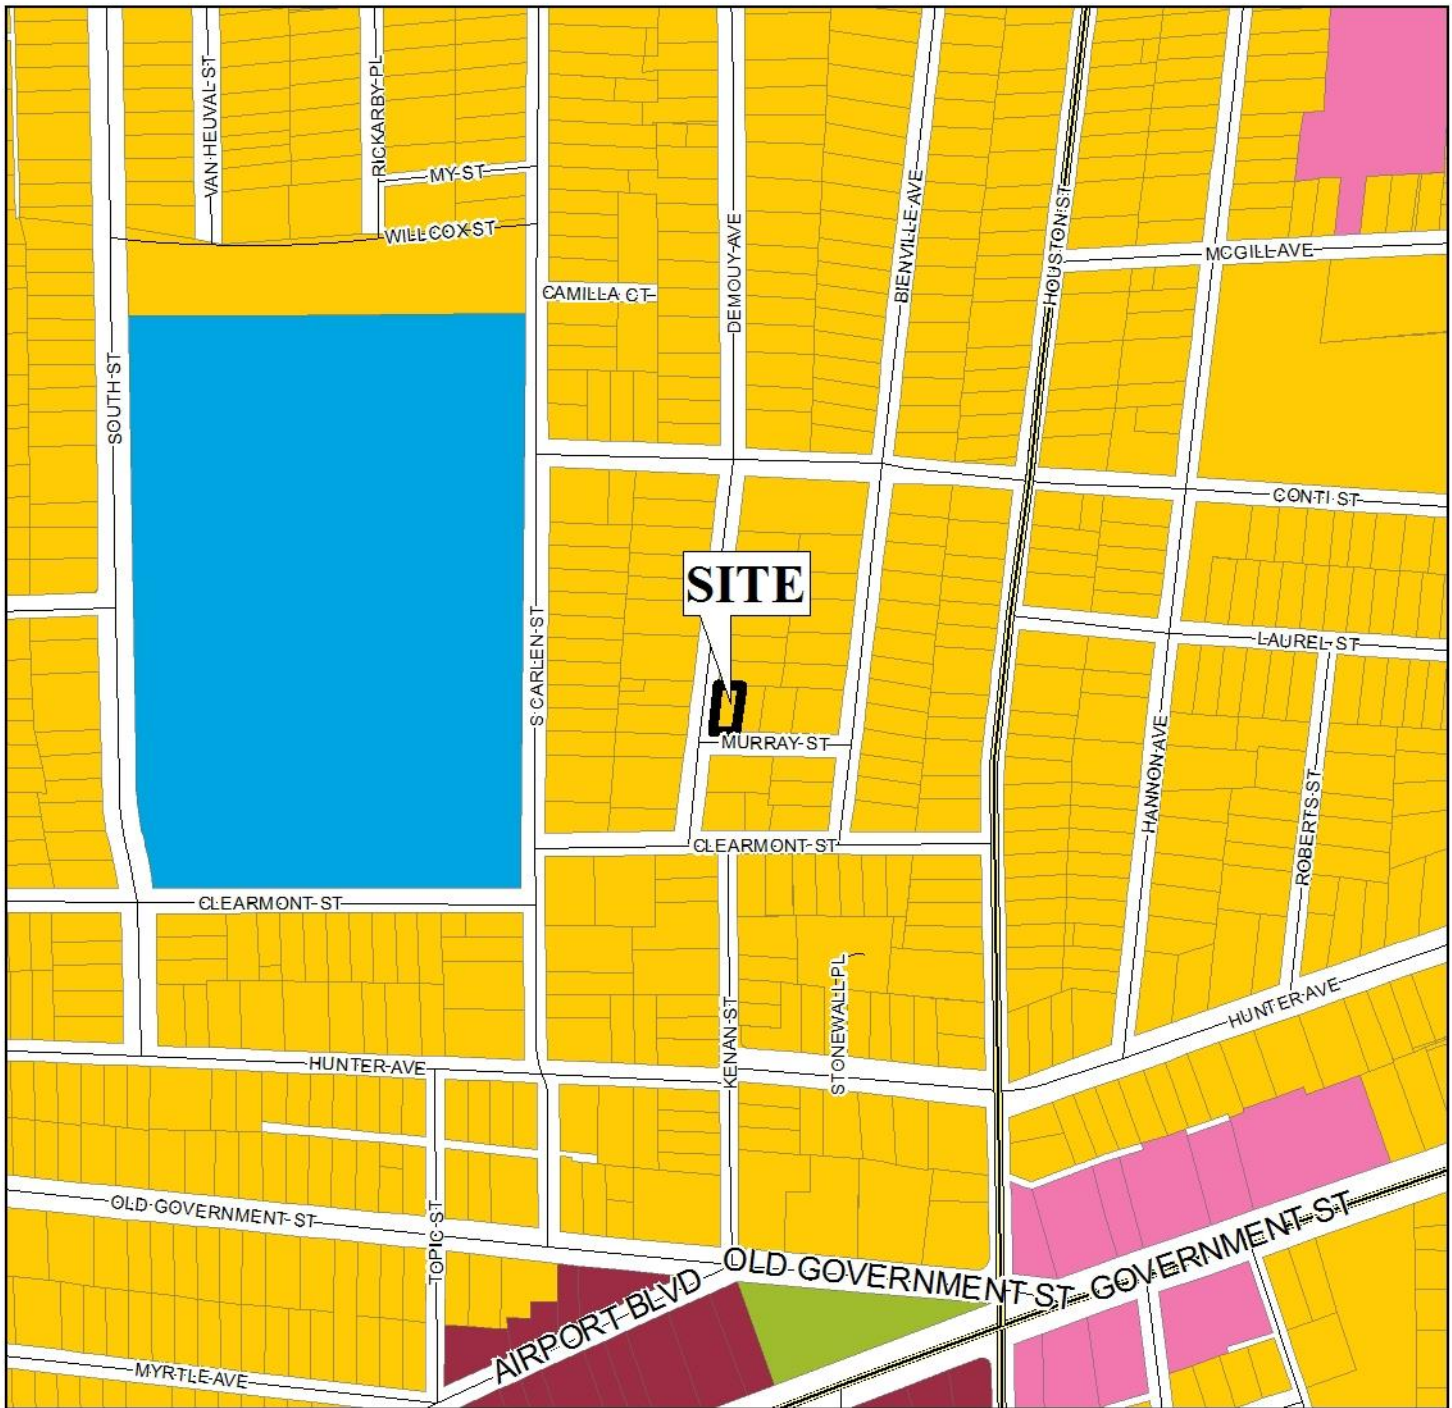 VAN HEUVAL ST
RICKARBY PL
MY ST
WILLCOX ST
CAMILLA CT
DEMOUY AVE
BIENVILLE AVE
HOUSTON ST
MCGILL AVE
SOUTH ST
CONTI ST
SITE
S CARLEN ST
LAUREL ST
MURRAY ST
HANNON AVE
ROBERTS ST
CLEARMONT ST
CLEARMONT ST
STONEWALL PL
KENAN ST
HUNTER AVE
HUNTER AVE
OLD GOVERNMENT ST
TOPIC ST
OLD GOVERNMENT ST
GOVERNMENT ST
AIRPORT BLVD
MYRTLE AVE